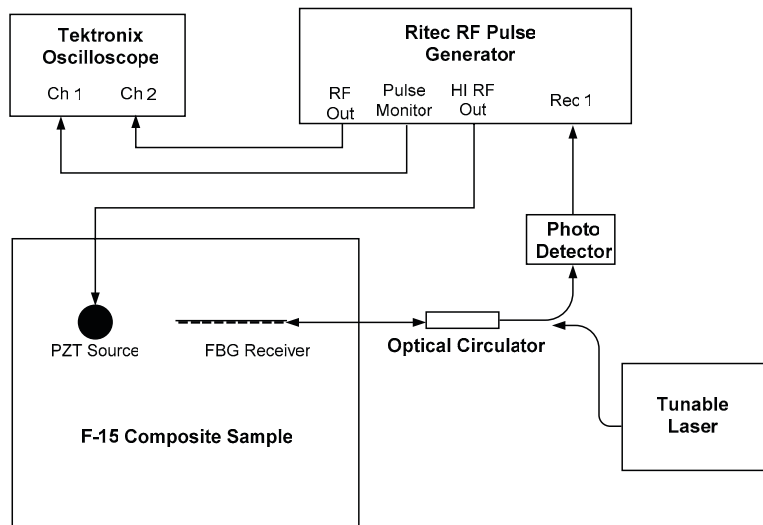 Tektronix
Oscilloscope
Ch 1
Ch 2
Ritec RF Pulse
Generator
RF
Out
Pulse
Monitor
HI RF
Out
Rec 1
Photo
Detector
PZT Source
FBG Receiver
Optical Circulator
F-15 Composite Sample
Tunable
Laser